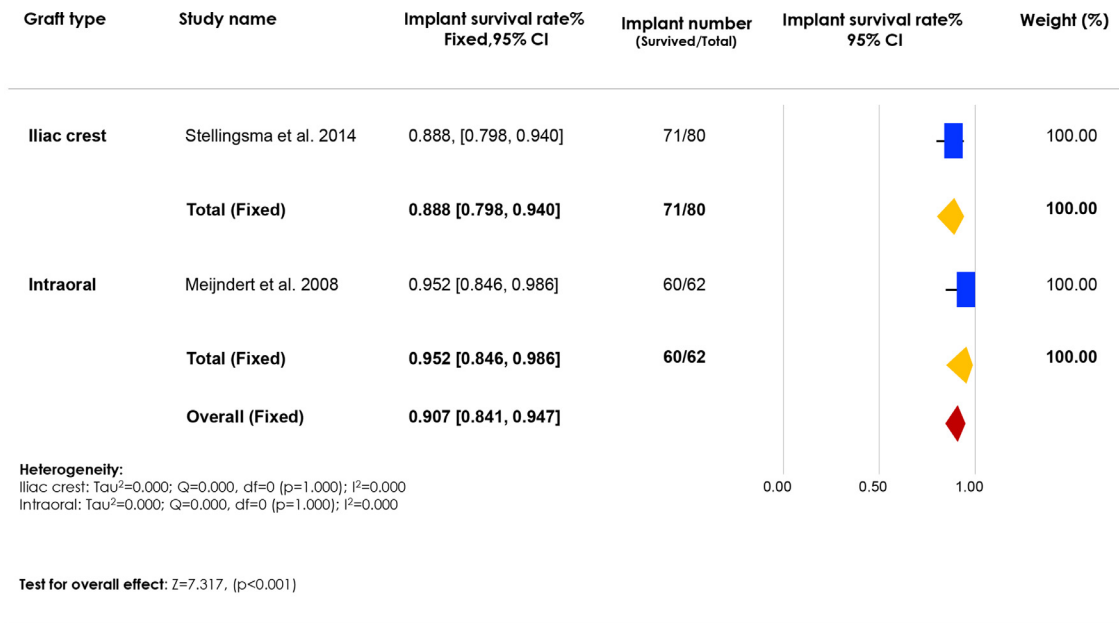 Graft type Study name Implant survival rate% Implant number Implant survival rate% Weight (%)
Fixed,95% CI (Survived/Total) 95% CI
Iliac crest Stellingsma et al. 2014 0.888, [0.798, 0.940] 71/80 100.00
Total (Fixed) 0.888 [0.798, 0.940] 71/80 100.00
Intraoral Meijndert et al. 2008 0.952 [0.846, 0.986] 60/62 100.00
Total (Fixed) 0.952 [0.846, 0.986] 60/62 100.00
Overall (Fixed) 0.907 [0.841, 0.947]
Heterogeneity:
Iliac crest: Tau²=0.000; Q=0.000, df=0 (p=1.000); I²=0.000
Intraoral: Tau²=0.000; Q=0.000, df=0 (p=1.000); I²=0.000
0.00 0.50 1.00
Test for overall effect: Z=7.317, (p<0.001)